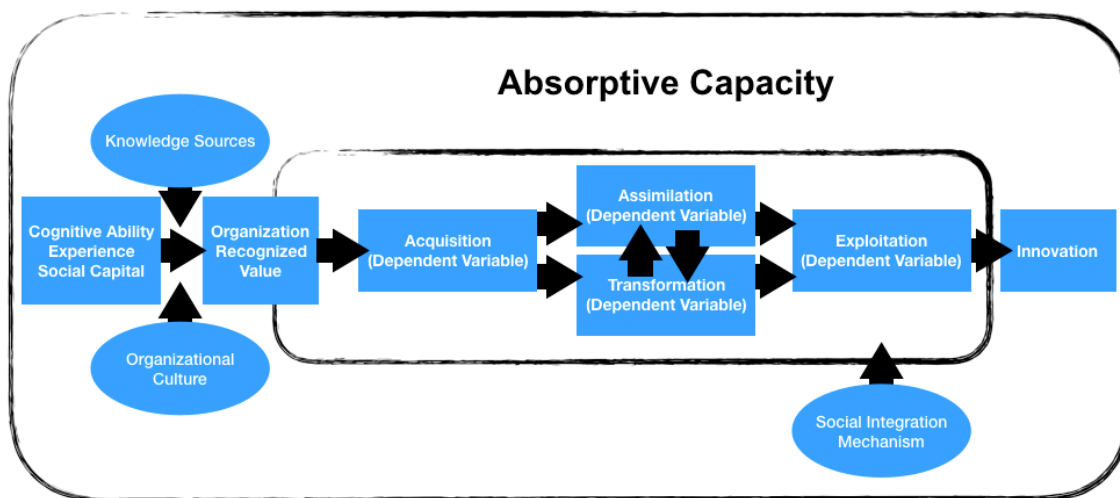 Absorptive Capacity
Knowledge Sources
Cognitive Ability
Experience
Social Capital
Organization
Recognized
Value
Organizational
Culture
Acquisition
(Dependent Variable)
Assimilation
(Dependent Variable)
Transformation
(Dependent Variable)
Exploitation
(Dependent Variable)
Innovation
Social Integration
Mechanism